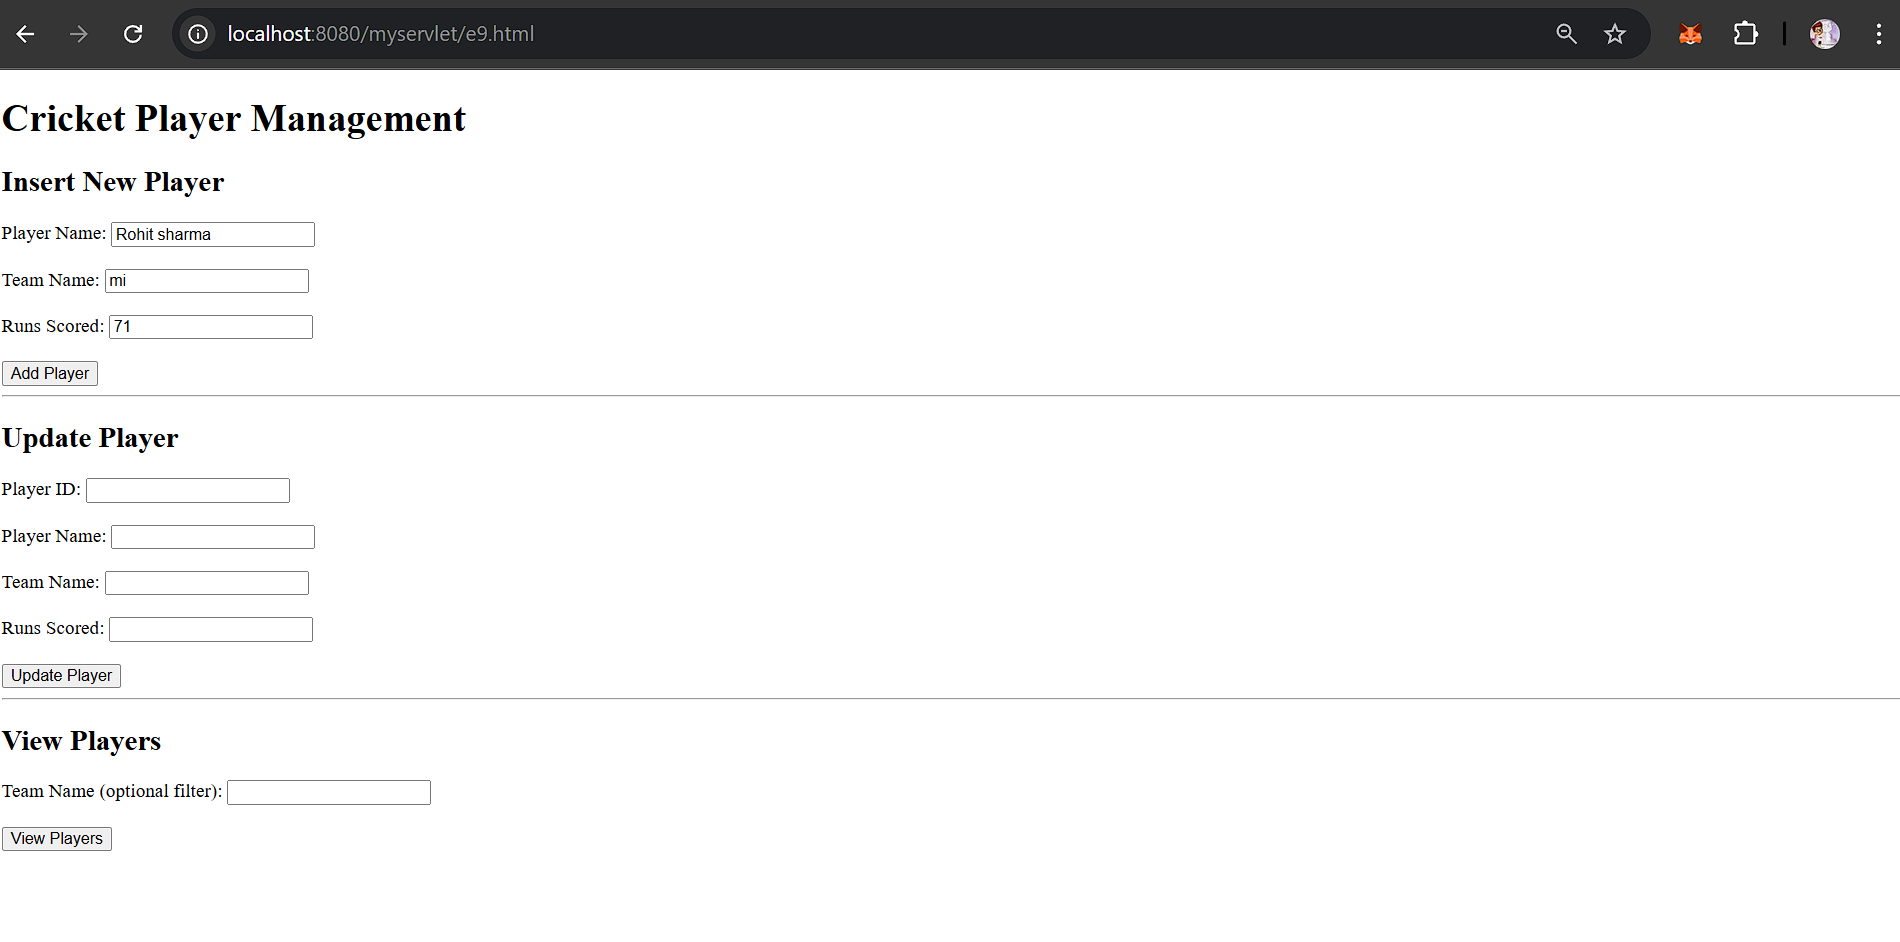 localhost:8080/myservlet/e9.html
Cricket Player Management
Insert New Player
Player Name: Rohit sharma
Team Name: mi
Runs Scored: 71
Add Player
Update Player
Player ID:
Player Name:
Team Name:
Runs Scored:
Update Player
View Players
Team Name (optional filter):
View Players